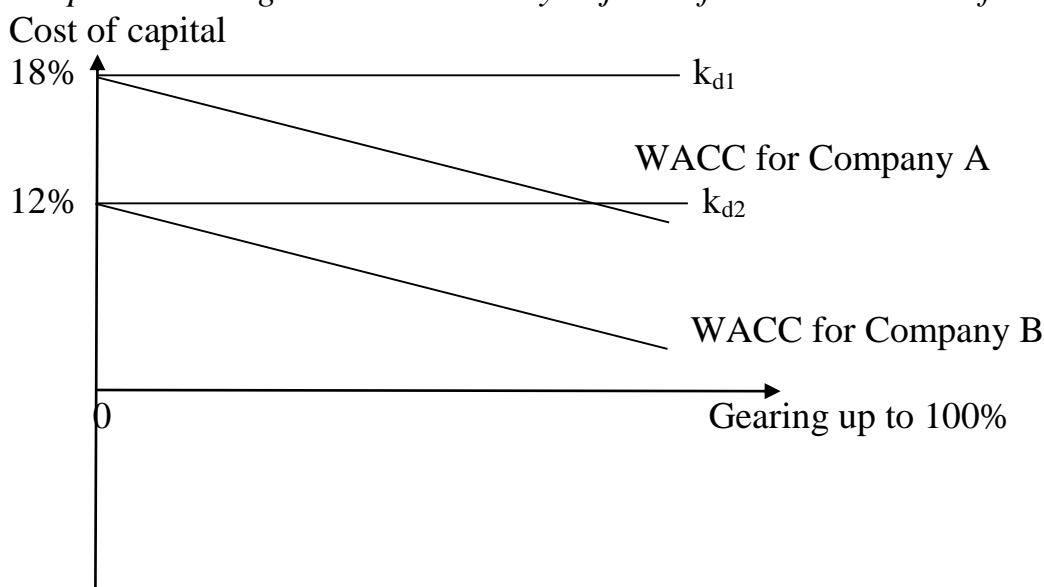 Cost of capital
18%
k_d1
WACC for Company A
12%
k_d2
WACC for Company B
0
Gearing up to 100%